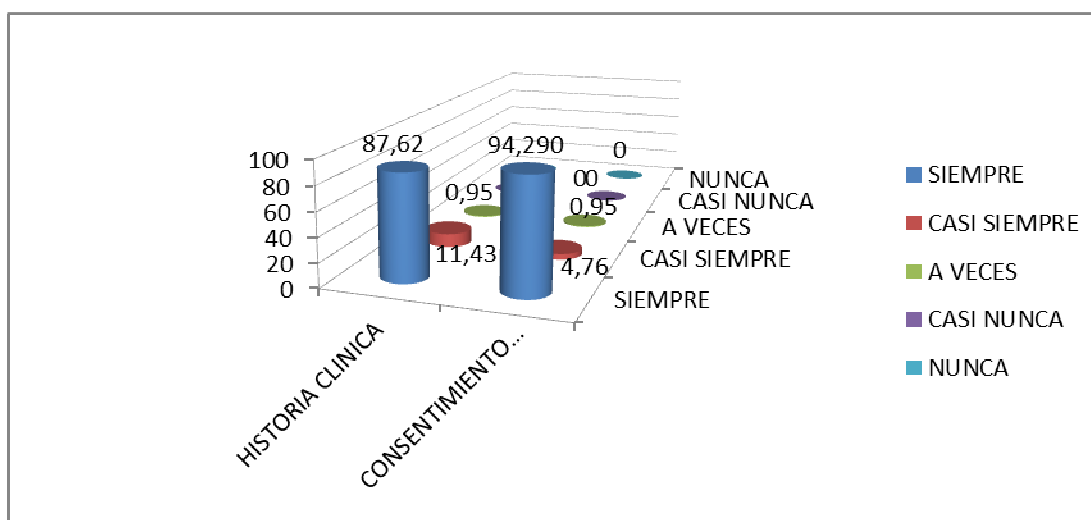 87,62
94,290
0
0,95
00
0,95
11,43
4,76
100
80
60
40
20
0
NUNCA
CASI NUNCA
A VECES
CASI SIEMPRE
SIEMPRE
HISTORIA CLINICA
CONSENTIMIENTO...
SIEMPRE
CASI SIEMPRE
A VECES
CASI NUNCA
NUNCA